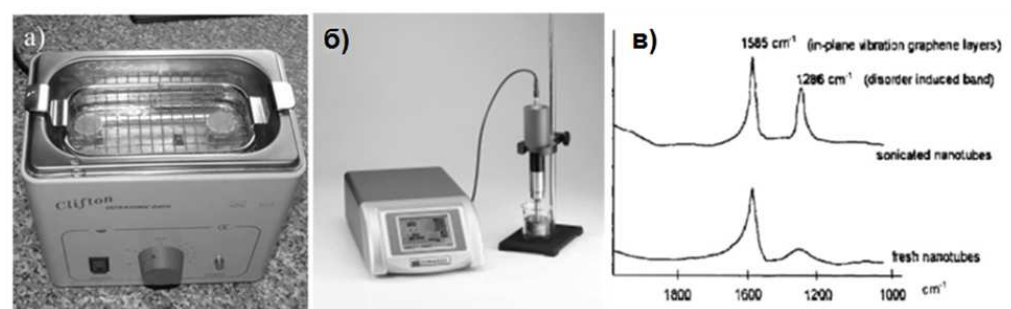 а)
Clifton
б)
в)
1585 cm⁻¹ (in-plane vibration graphene layers)
1286 cm⁻¹ (disorder induced band)
sonicated nanotubes
fresh nanotubes
1800 1600 1200 1000 cm⁻¹